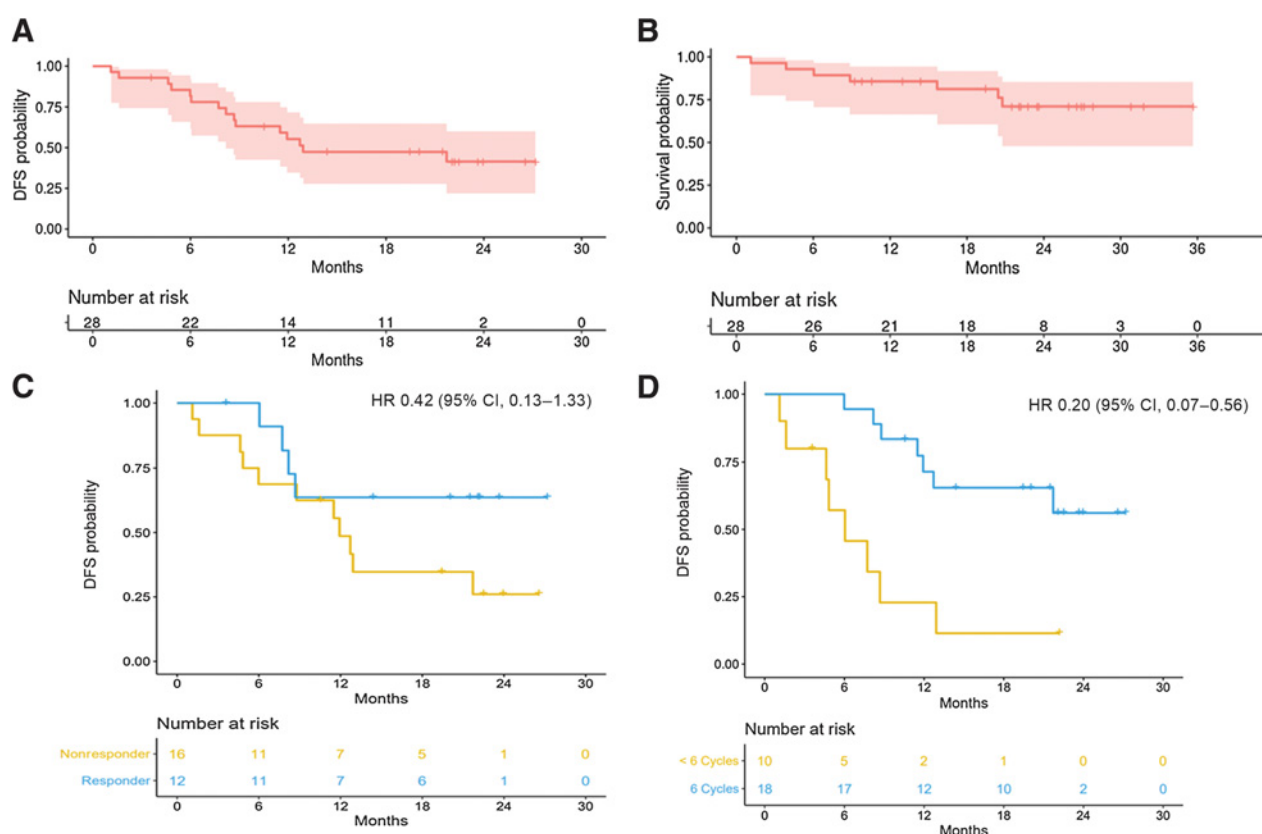 A
1.00
0.75
0.50
0.25
0.00
DFS probability
0 6 12 18 24 30
Months
Number at risk
28 22 14 11 2 0
0 6 12 18 24 30
Months
B
1.00
0.75
0.50
0.25
0.00
Survival probability
0 6 12 18 24 30 36
Months
Number at risk
28 26 21 18 8 3 0
0 6 12 18 24 30 36
C
HR 0.42 (95% CI, 0.13–1.33)
1.00
0.75
0.50
0.25
0.00
DFS probability
0 6 12 18 24 30
Months
Number at risk
Nonresponder 16 11 7 5 1 0
Responder 12 11 7 6 1 0
0 6 12 18 24 30
Months
D
HR 0.20 (95% CI, 0.07–0.56)
1.00
0.75
0.50
0.25
0.00
DFS probability
0 6 12 18 24 30
Months
Number at risk
< 6 Cycles 10 5 2 1 0 0
6 Cycles 18 17 12 10 2 0
0 6 12 18 24 30
Months